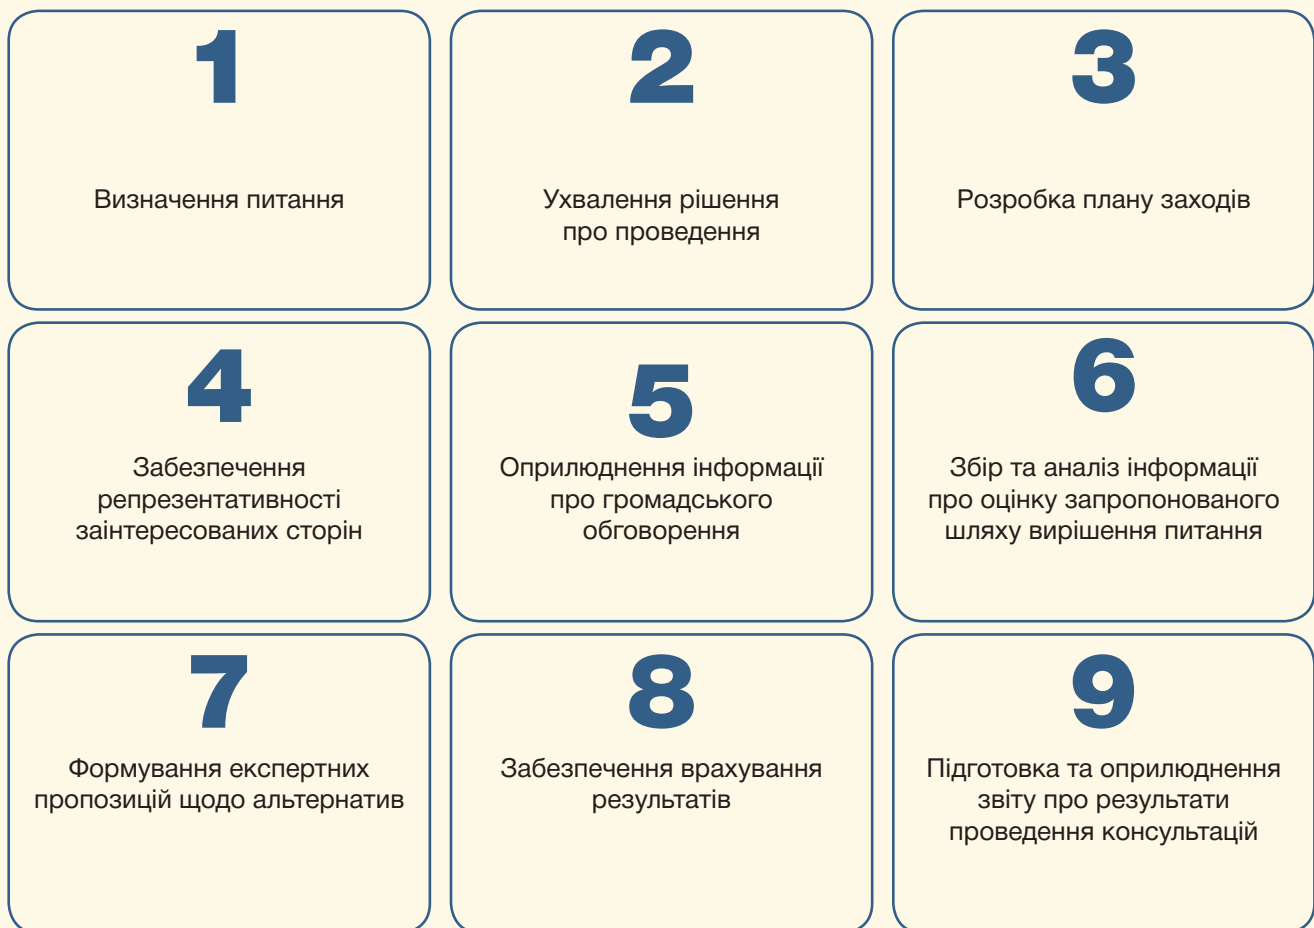 1
Визначення питання
2
Ухвалення рішення
про проведення
3
Розробка плану заходів
4
Забезпечення
репрезентативності
заінтересованих сторін
5
Оприлюднення інформації
про громадського
обговорення
6
Збір та аналіз інформації
про оцінку запропонованого
шляху вирішення питання
7
Формування експертних
пропозицій щодо альтернатив
8
Забезпечення врахування
результатів
9
Підготовка та оприлюднення
звіту про результати
проведення консультацій